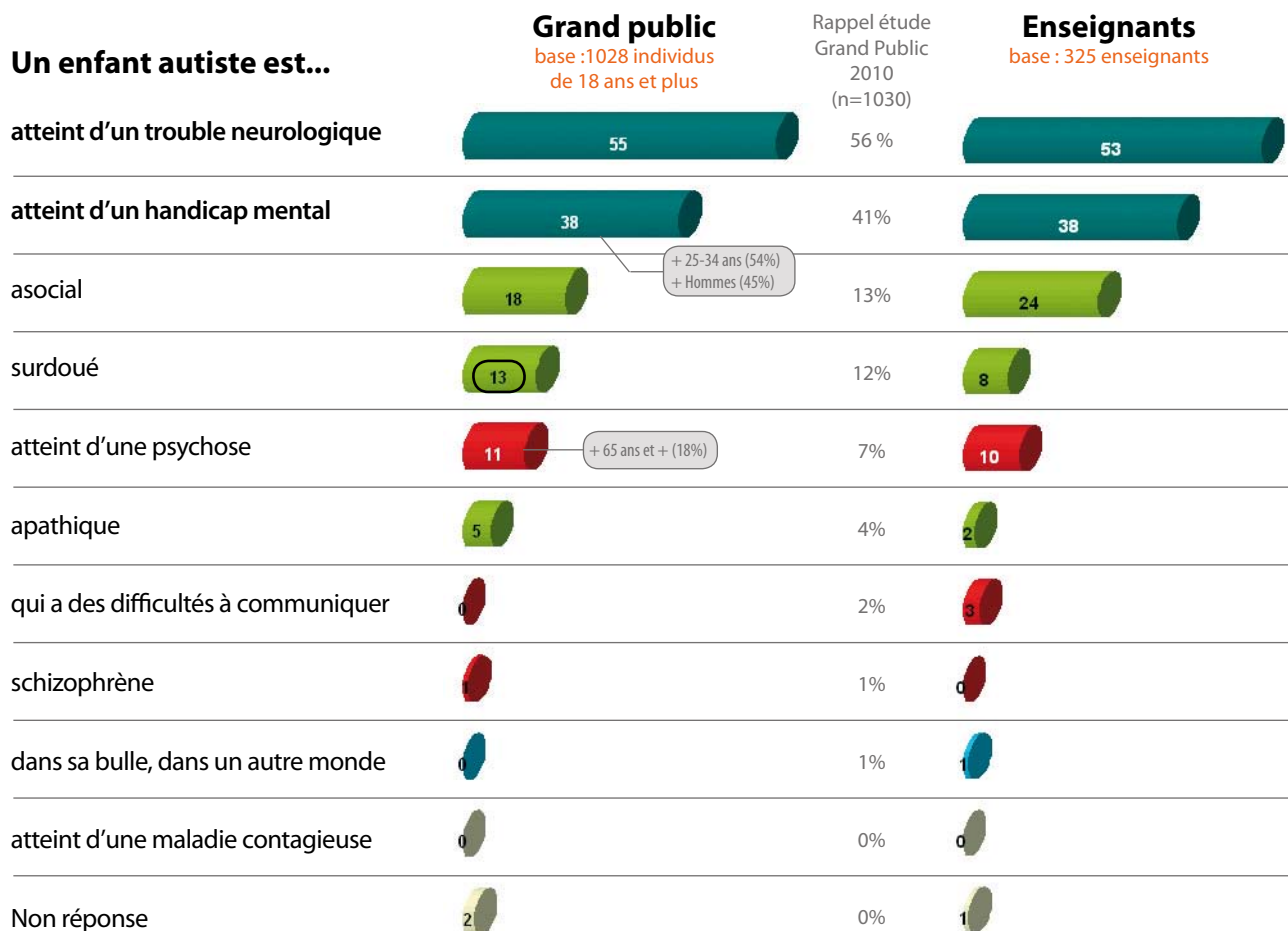 Un enfant autiste est...
Grand public
base :1028 individus
de 18 ans et plus
Rappel étude
Grand Public
2010
(n=1030)
Enseignants
base : 325 enseignants
atteint d'un trouble neurologique
55
56 %
53
atteint d'un handicap mental
38
+ 25-34 ans (54%)
+ Hommes (45%)
41%
38
asocial
18
13%
24
surdoué
13
12%
8
atteint d'une psychose
11
+ 65 ans et + (18%)
7%
10
apathique
5
4%
2
qui a des difficultés à communiquer
0
2%
3
schizophrène
1
1%
0
dans sa bulle, dans un autre monde
0
1%
1
atteint d'une maladie contagieuse
0
0%
0
Non réponse
2
0%
1